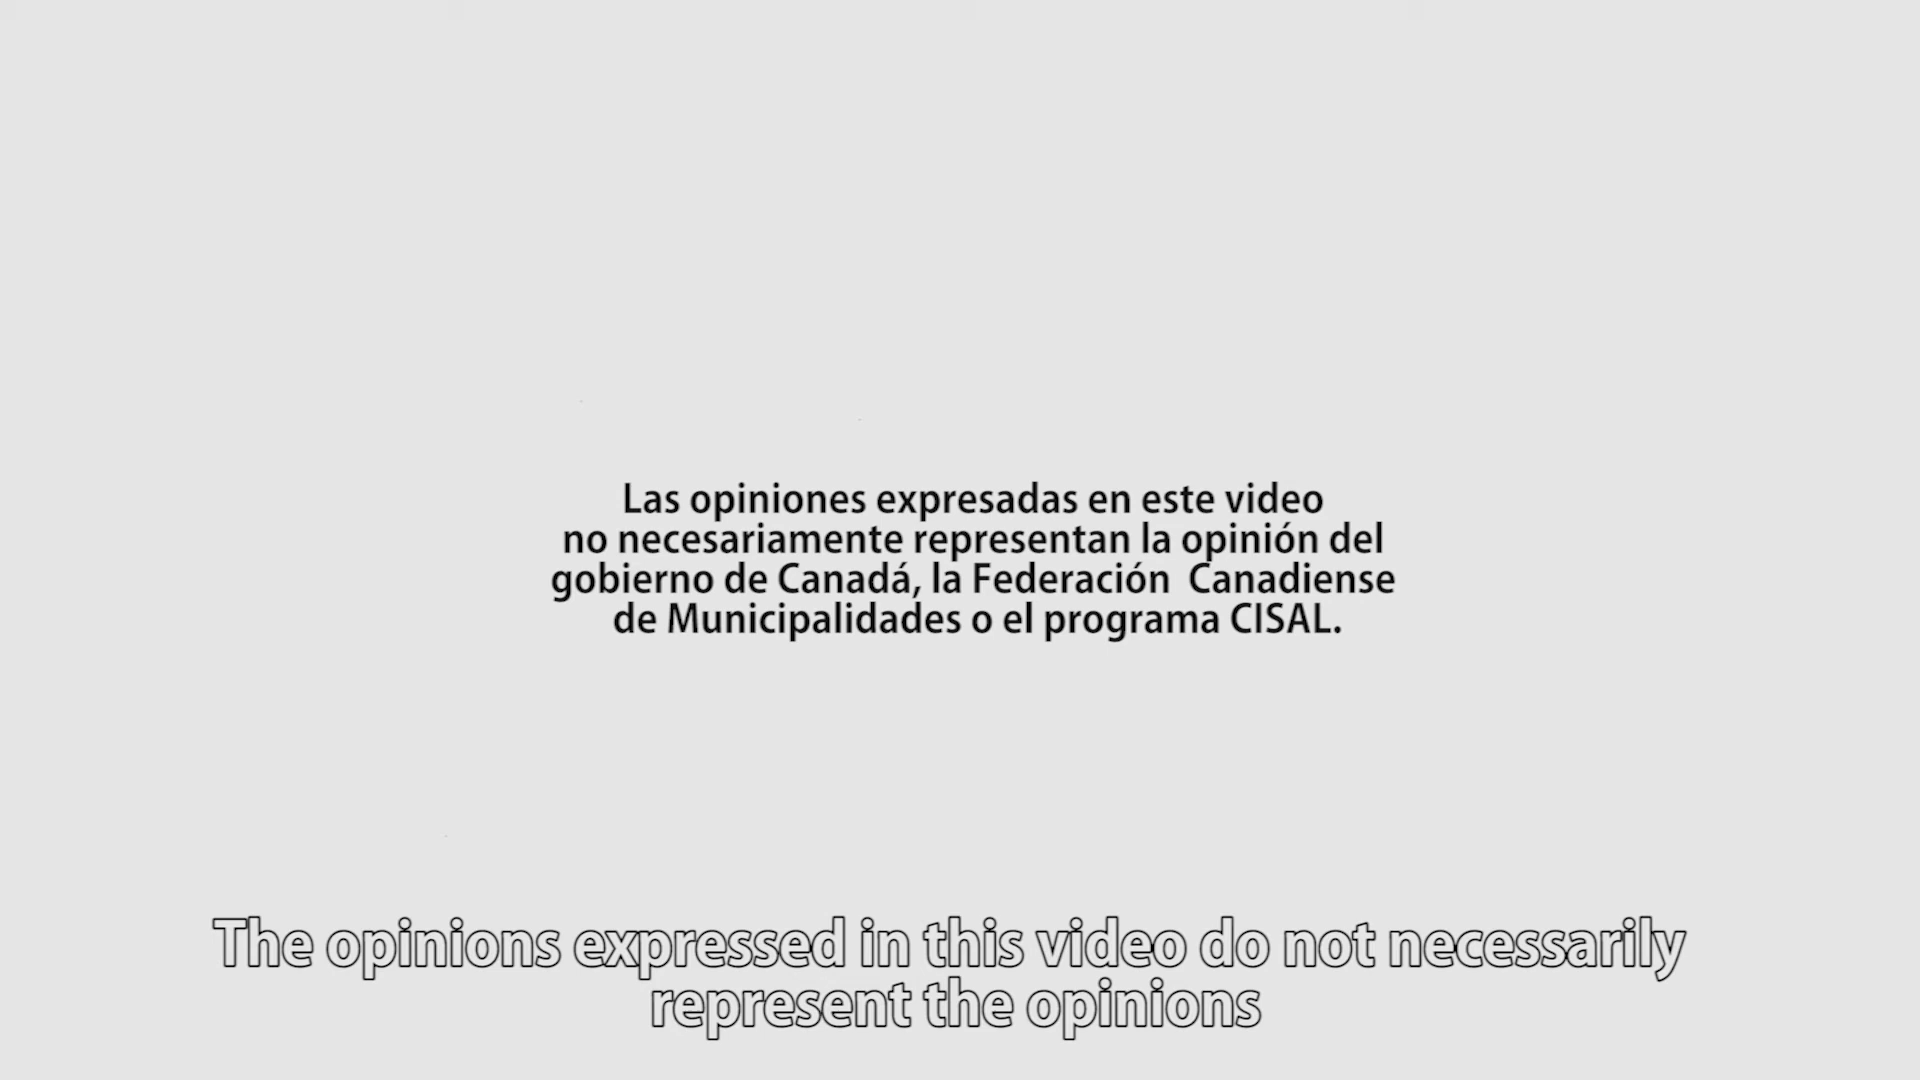 Las opiniones expresadas en este video
no necesariamente representan la opinión del
gobierno de Canadá, la Federación Canadiense
de Municipalidades o el programa CISAL.
The opinions expressed in this video do not necessarily
represent the opinions